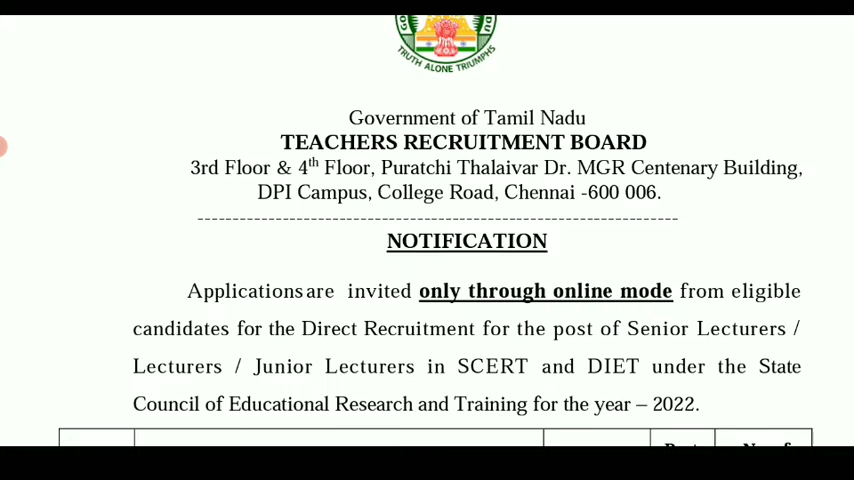 TRUTH ALONE TRIUMPHS
Government of Tamil Nadu
TEACHERS RECRUITMENT BOARD
3rd Floor & 4th Floor, Puratchi Thalaivar Dr. MGR Centenary Building,
DPI Campus, College Road, Chennai -600 006.
NOTIFICATION
Applications are invited only through online mode from eligible
candidates for the Direct Recruitment for the post of Senior Lecturers /
Lecturers / Junior Lecturers in SCERT and DIET under the State
Council of Educational Research and Training for the year – 2022.